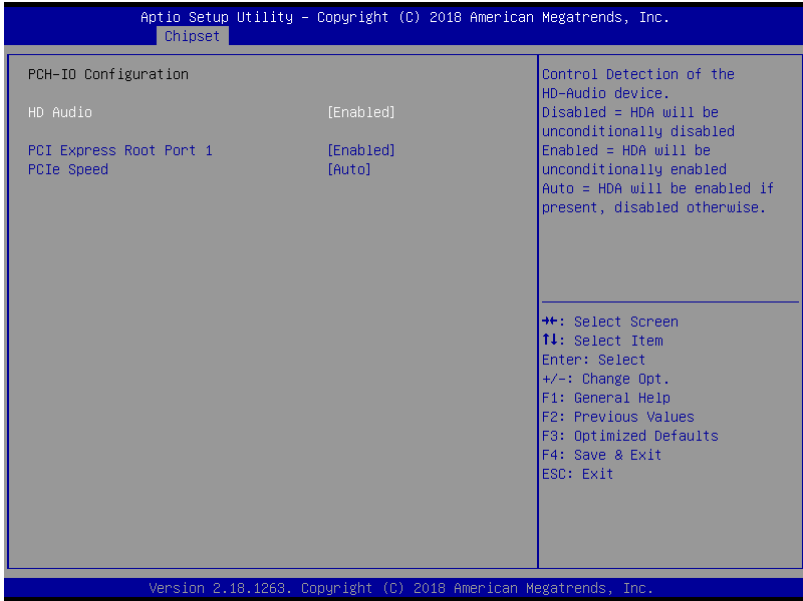 Aptio Setup Utility – Copyright (C) 2018 American Megatrends, Inc.
Chipset
PCH-IO Configuration
HD Audio [Enabled]
PCI Express Root Port 1 [Enabled]
PCIe Speed [Auto]
Control Detection of the
HD-Audio device.
Disabled = HDA will be
unconditionally disabled
Enabled = HDA will be
unconditionally enabled
Auto = HDA will be enabled if
present, disabled otherwise.
→←: Select Screen
↑↓: Select Item
Enter: Select
+/-: Change Opt.
F1: General Help
F2: Previous Values
F3: Optimized Defaults
F4: Save & Exit
ESC: Exit
Version 2.18.1263. Copyright (C) 2018 American Megatrends, Inc.